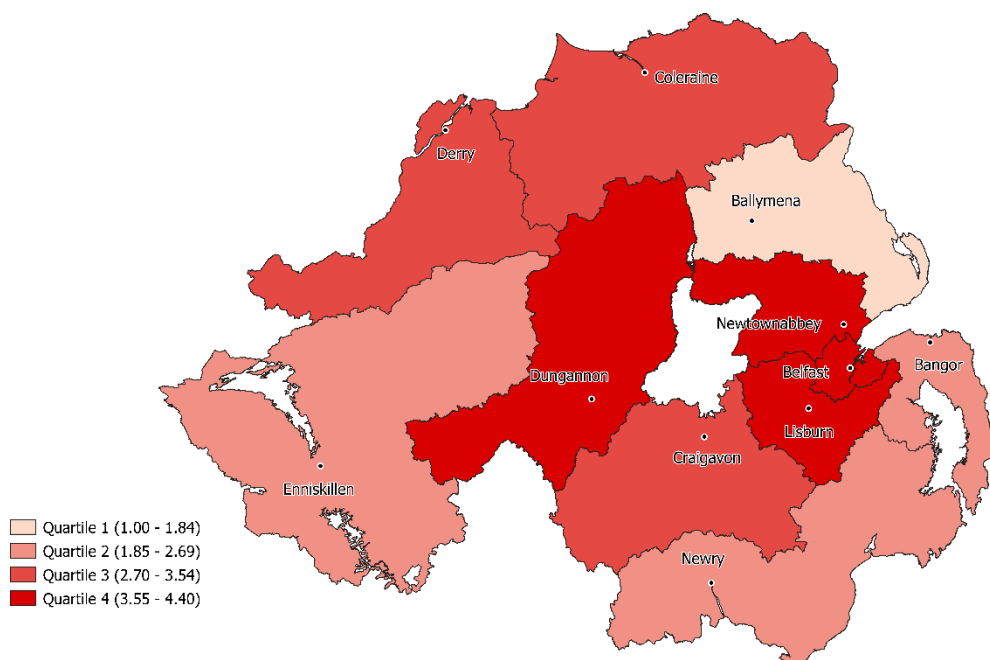 Coleraine
Derry
Ballymena
Newtownabbey
Bangor
Belfast
Dungannon
Lisburn
Craigavon
Enniskillen
Newry
Quartile 1 (1.00 - 1.84)
Quartile 2 (1.85 - 2.69)
Quartile 3 (2.70 - 3.54)
Quartile 4 (3.55 - 4.40)